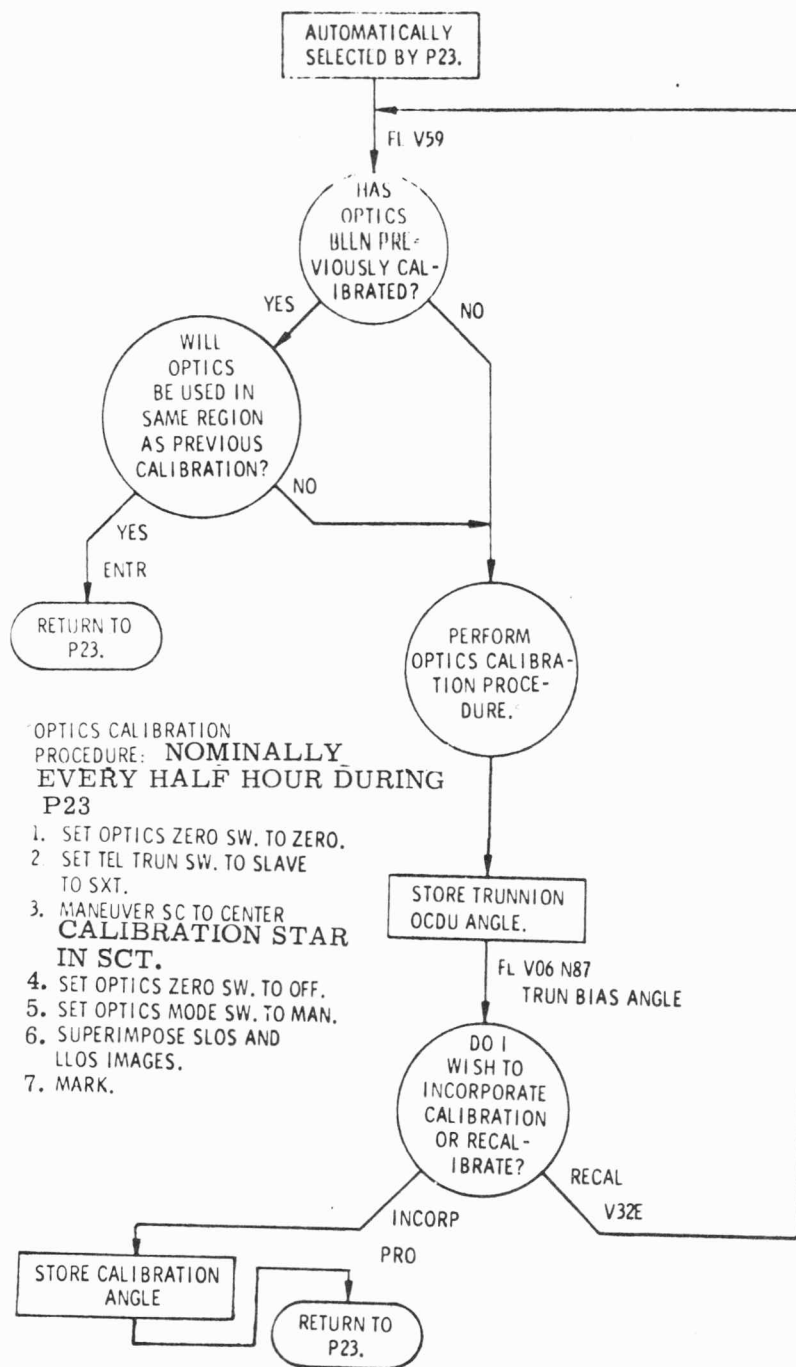 AUTOMATICALLY
SELECTED BY P23.
FL V59
HAS
OPTICS
BLLN PRE-
VIOUSLY CAL-
IBRATED?
YES
NO
WILL
OPTICS
BE USED IN
SAME REGION
AS PREVIOUS
CALIBRATION?
NO
YES
ENTR
RETURN TO
P23.
PERFORM
OPTICS CALIBRA-
TION PROCE-
DURE.
OPTICS CALIBRATION
PROCEDURE: NOMINALLY
EVERY HALF HOUR DURING
P23
1. SET OPTICS ZERO SW. TO ZERO.
2 SET TEL TRUN SW. TO SLAVE
TO SXT.
3. MANEUVER SC TO CENTER
CALIBRATION STAR
IN SCT.
4. SET OPTICS ZERO SW. TO OFF.
5. SET OPTICS MODE SW. TO MAN.
6. SUPERIMPOSE SLOS AND
LLOS IMAGES.
7. MARK.
STORE TRUNNION
OCDU ANGLE.
FL V06 N87
TRUN BIAS ANGLE
DO I
WISH TO
INCORPORATE
CALIBRATION
OR RECAL-
IBRATE?
RECAL
V32E
INCORP
PRO
STORE CALIBRATION
ANGLE
RETURN TO
P23.